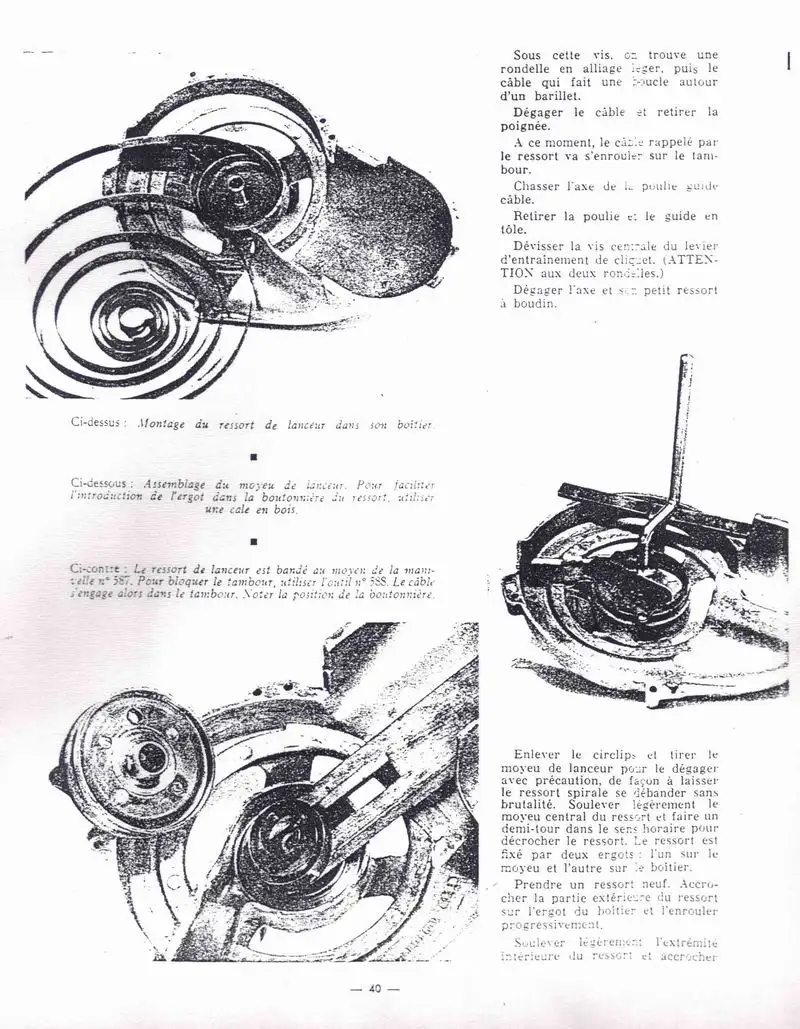 Sous cette vis, on trouve une
rondelle en alliage léger, puis le
câble qui fait une boucle autour
d'un barillet.
Dégager le câble et retirer la
poignée.
A ce moment, le câble rappelé par
le ressort va s'enrouler sur le tam-
bour.
Chasser l'axe de la poulie guide
câble.
Retirer la poulie et le guide en
tôle.
Dévisser la vis centrale du levier
d'entraînement de cliquet. (ATTEN-
TION aux deux rondelles.)
Dégager l'axe et son petit ressort
à boudin.
Ci-dessus : Montage du ressort de lanceur dans son boîtier.
Ci-dessous : Assemblage du moyeu de lanceur. Pour faciliter
l'introduction de l'ergot dans la boutonnière du ressort, utiliser
une cale en bois.
Ci-contre : Le ressort de lanceur est bandé au moyen de la mani-
velle n° 587. Pour bloquer le tambour, utiliser l'outil n° 588. Le câble
s'engage alors dans le tambour. Noter la position de la boutonnière.
Enlever le circlips et tirer le
moyeu de lanceur pour le dégager
avec précaution, de façon à laisser
le ressort spirale se débander sans
brutalité. Soulever légèrement le
moyeu central du ressort et faire un
demi-tour dans le sens horaire pour
décrocher le ressort. Le ressort est
fixé par deux ergots : l'un sur le
moyeu et l'autre sur le boîtier.
Prendre un ressort neuf. Accro-
cher la partie extérieure du ressort
sur l'ergot du boîtier et l'enrouler
progressivement.
Soulever légèrement l'extrémité
intérieure du ressort et accrocher
— 40 —